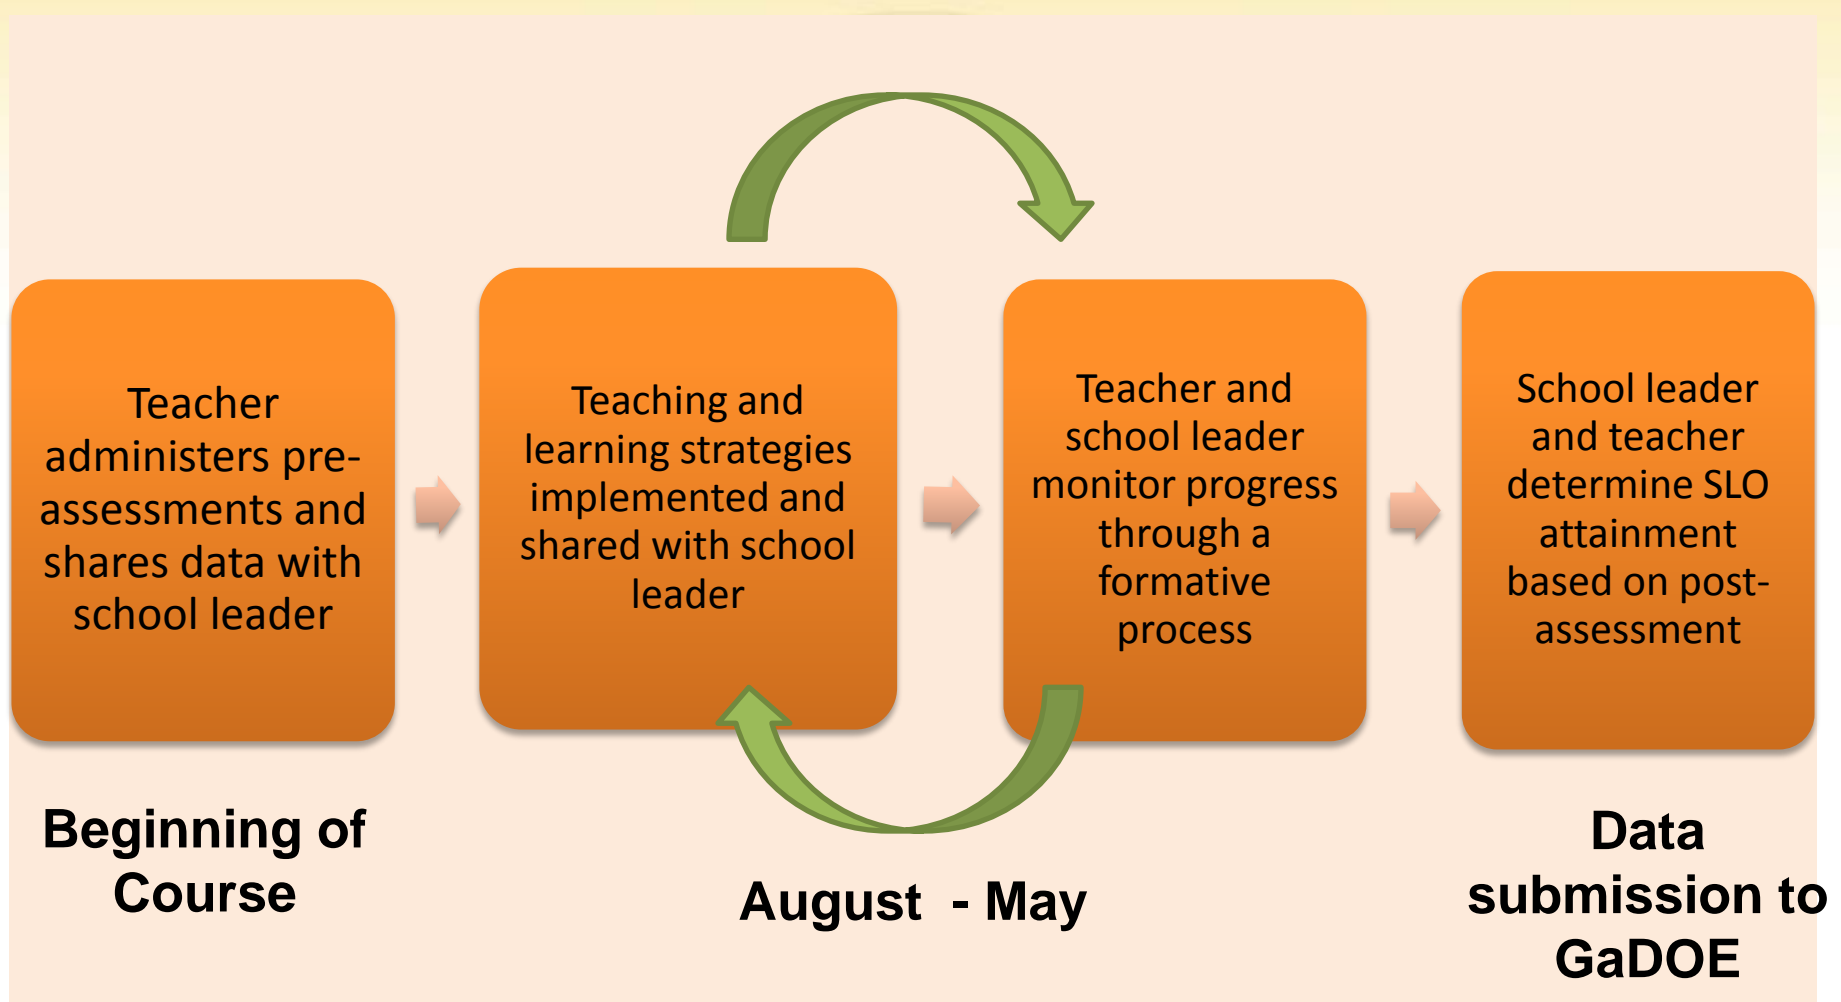 Teacher
administers pre-
assessments and
shares data with
school leader
Teaching and
learning strategies
implemented and
shared with school
leader
Teacher and
school leader
monitor progress
through a
formative
process
School leader
and teacher
determine SLO
attainment
based on post-
assessment
Beginning of
Course
August - May
Data
submission to
GaDOE